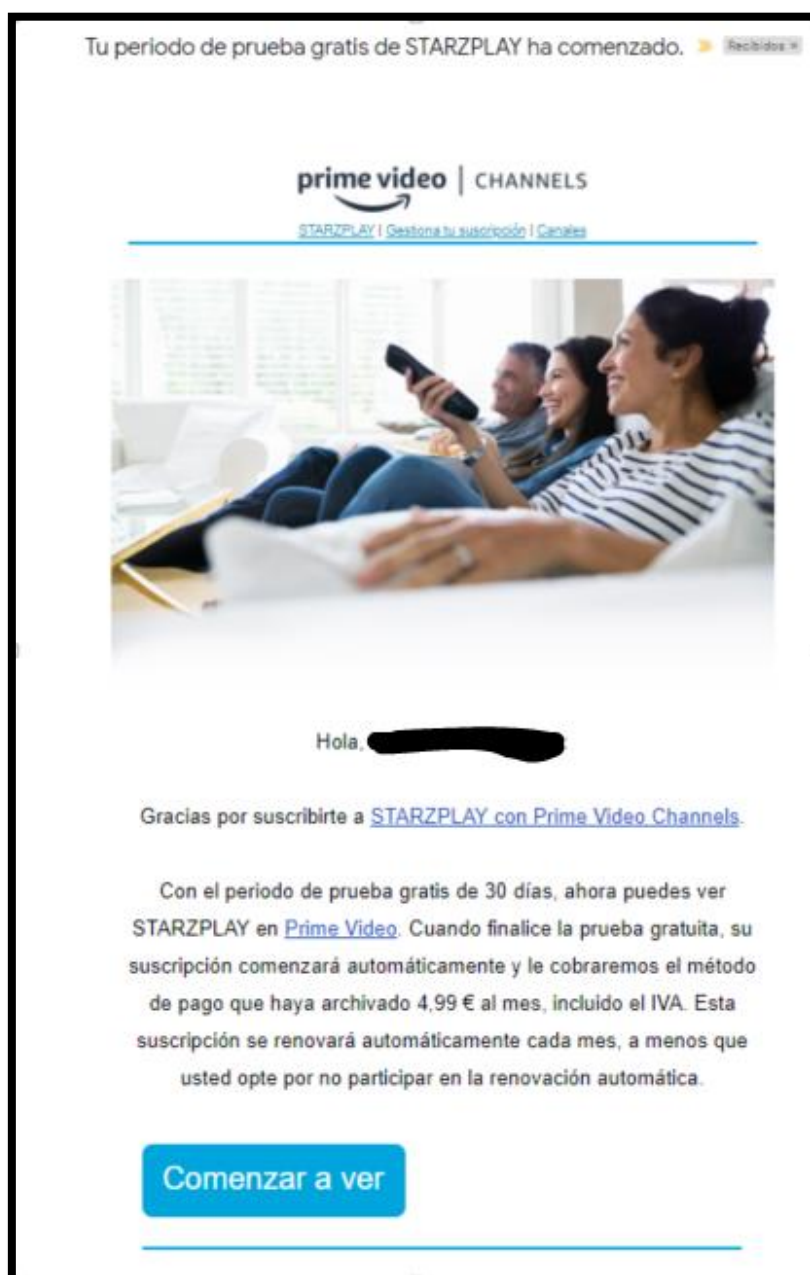 Tu periodo de prueba gratis de STARZPLAY ha comenzado. Recibidos ×
prime video | CHANNELS
STARZPLAY | Gestiona tu suscripción | Canales
Hola,
Gracias por suscribirte a STARZPLAY con Prime Video Channels.
Con el periodo de prueba gratis de 30 días, ahora puedes ver
STARZPLAY en Prime Video. Cuando finalice la prueba gratuita, su
suscripción comenzará automáticamente y le cobraremos el método
de pago que haya archivado 4,99 € al mes, incluido el IVA. Esta
suscripción se renovará automáticamente cada mes, a menos que
usted opte por no participar en la renovación automática.
Comenzar a ver